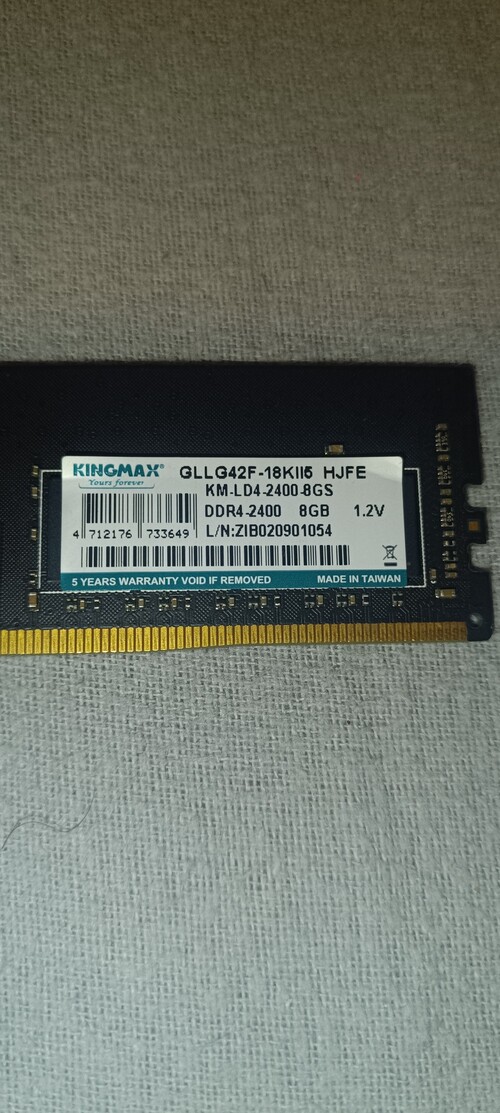 KINGMAX®
Yours forever
GLLG42F-18KII5 HJFE
KM-LD4-2400-8GS
DDR4-2400 8GB 1.2V
L/N:ZIB020901054
4 712176 733649
5 YEARS WARRANTY VOID IF REMOVED MADE IN TAIWAN